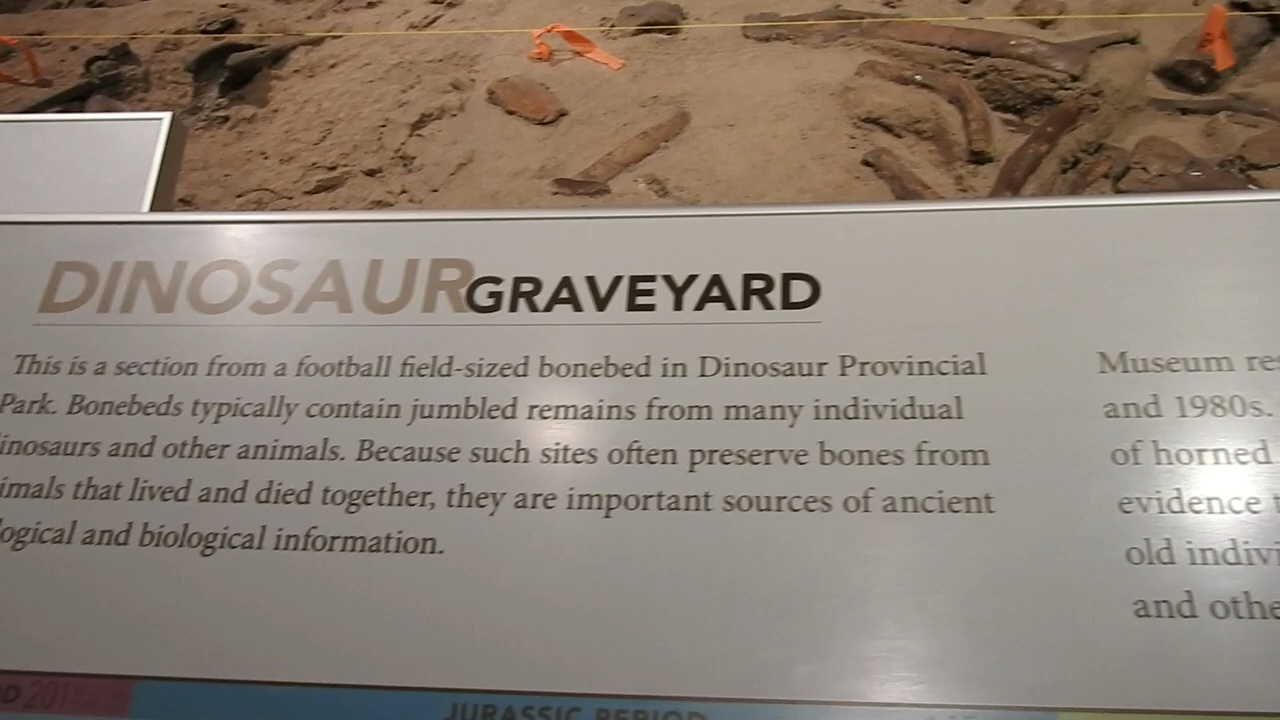 DINOSAUR GRAVEYARD
This is a section from a football field-sized bonebed in Dinosaur Provincial
Park. Bonebeds typically contain jumbled remains from many individual
inosaurs and other animals. Because such sites often preserve bones from
imals that lived and died together, they are important sources of ancient
logical and biological information.
Museum re
and 1980s.
of horned
evidence
old indivi
and othe
JURASSIC PERIOD